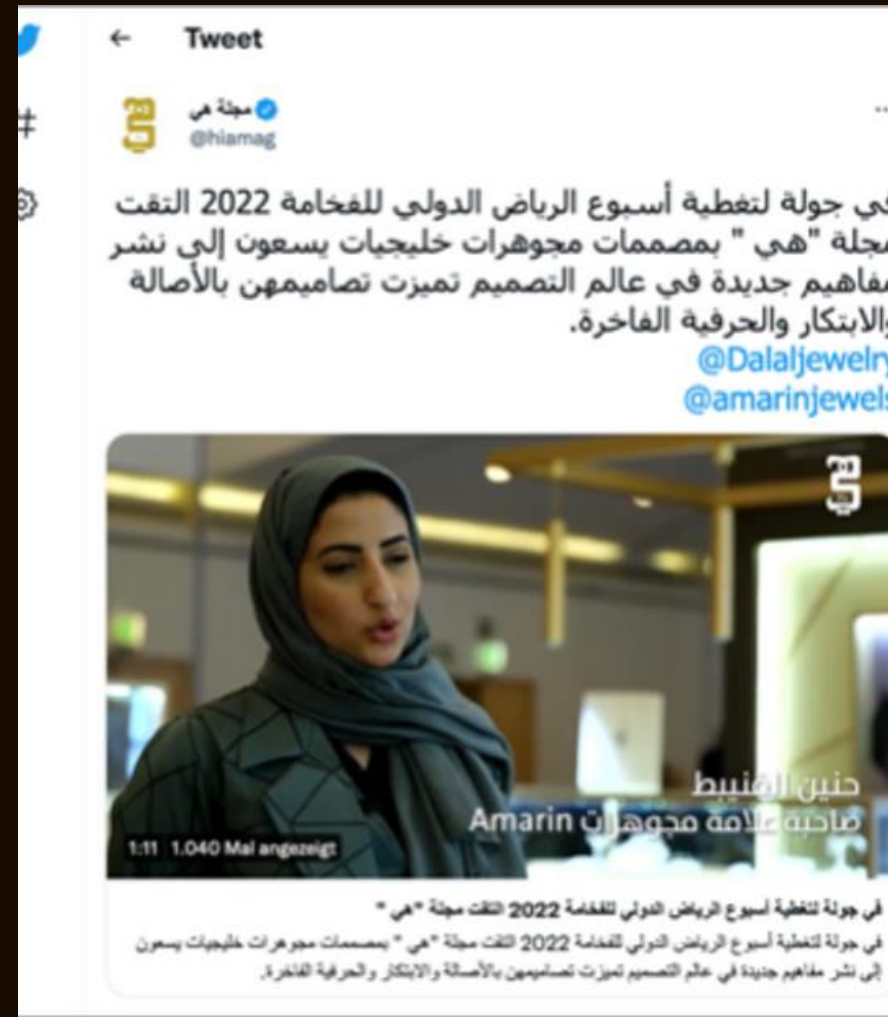 Tweet
مجلة هي
@hiamag
في جولة لتغطية أسبوع الرياض الدولي للفخامة 2022 التقت
مجلة "هي " بمصممات مجوهرات خليجيات يسعون إلى نشر
مفاهيم جديدة في عالم التصميم تميزت تصاميمهن بالأصالة
والابتكار والحرفية الفاخرة.
@Dalaljewelry
@amarinjewels
هي
حنين القنيبط
صاحبة علامة مجوهرات Amarin
1:11 1.040 Mal angezeigt
في جولة لتغطية أسبوع الرياض الدولي للفخامة 2022 التقت مجلة "هي "
في جولة لتغطية أسبوع الرياض الدولي للفخامة 2022 التقت مجلة "هي " بمصممات مجوهرات خليجيات يسعون
إلى نشر مفاهيم جديدة في عالم التصميم تميزت تصاميمهن بالأصالة والابتكار والحرفية الفاخرة.